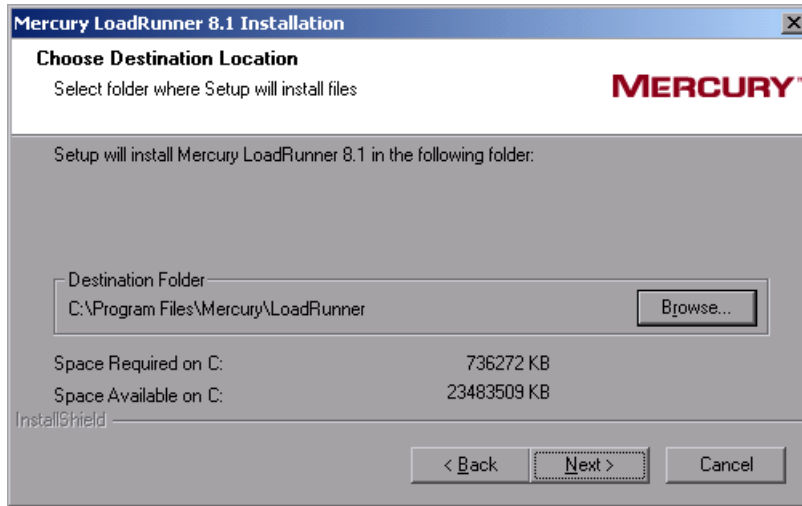 Mercury LoadRunner 8.1 Installation
Choose Destination Location
Select folder where Setup will install files
MERCURY™
Setup will install Mercury LoadRunner 8.1 in the following folder:
Destination Folder
C:\Program Files\Mercury\LoadRunner
Browse...
Space Required on C: 736272 KB
Space Available on C: 23483509 KB
InstallShield
< Back Next > Cancel